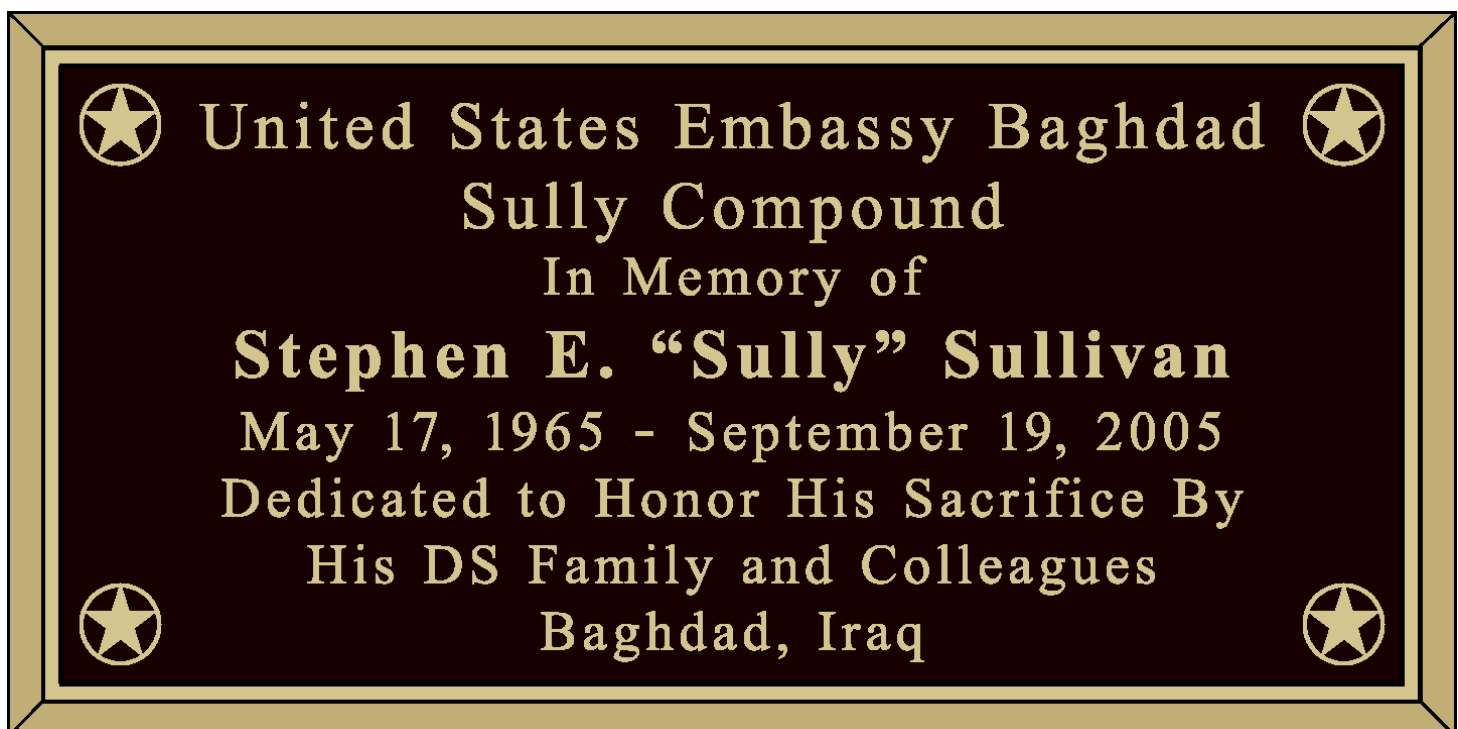 United States Embassy Baghdad
Sully Compound
In Memory of
Stephen E. “Sully” Sullivan
May 17, 1965 - September 19, 2005
Dedicated to Honor His Sacrifice By
His DS Family and Colleagues
Baghdad, Iraq